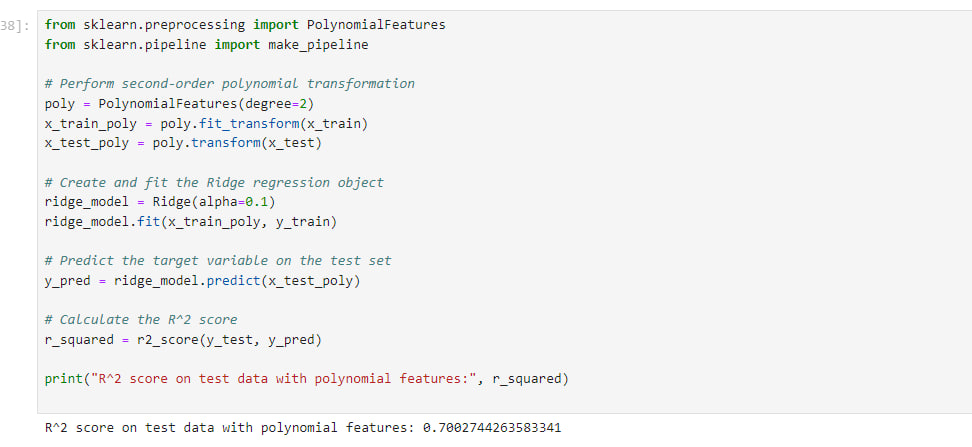 38]:
from sklearn.preprocessing import PolynomialFeatures
from sklearn.pipeline import make_pipeline
# Perform second-order polynomial transformation
poly = PolynomialFeatures(degree=2)
x_train_poly = poly.fit_transform(x_train)
x_test_poly = poly.transform(x_test)
# Create and fit the Ridge regression object
ridge_model = Ridge(alpha=0.1)
ridge_model.fit(x_train_poly, y_train)
# Predict the target variable on the test set
y_pred = ridge_model.predict(x_test_poly)
# Calculate the R^2 score
r_squared = r2_score(y_test, y_pred)
print("R^2 score on test data with polynomial features:", r_squared)
R^2 score on test data with polynomial features: 0.7002744263583341